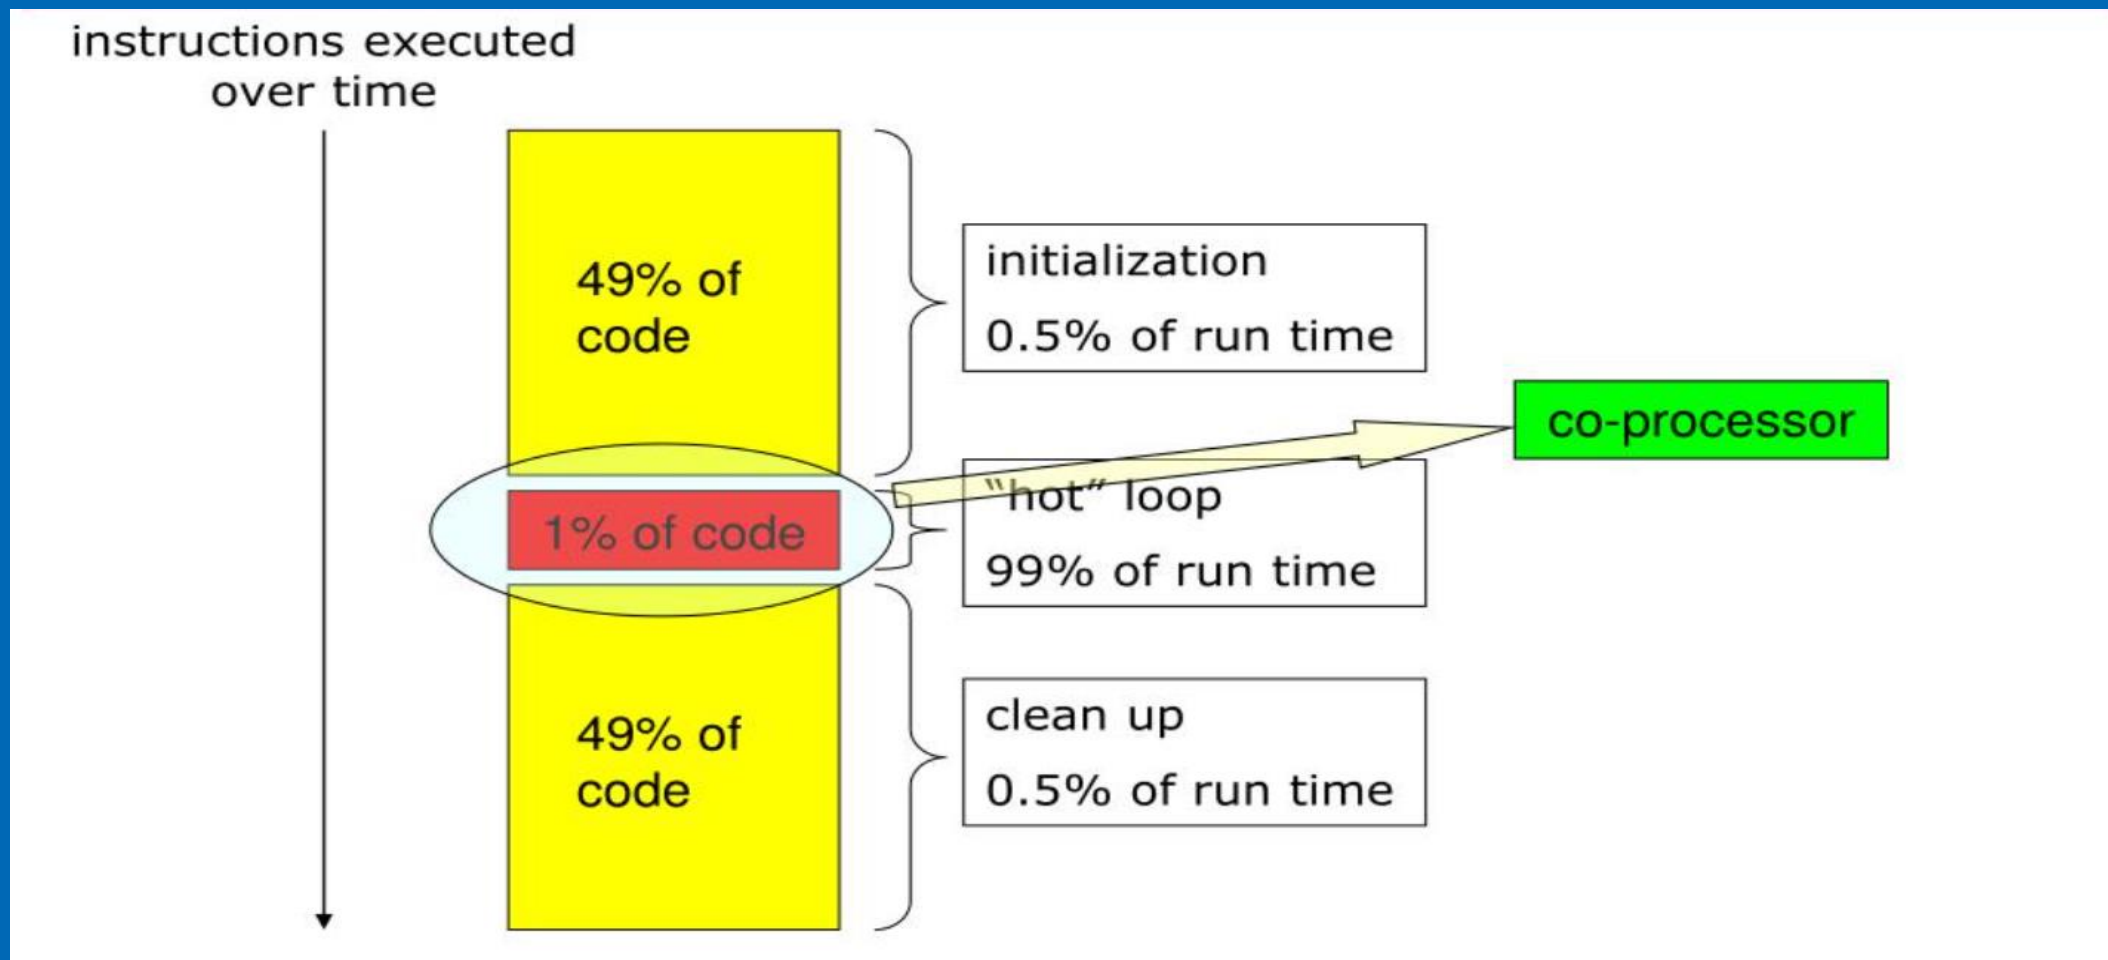 instructions executed
over time
49% of
code
initialization
0.5% of run time
co-processor
1% of code
“hot” loop
99% of run time
49% of
code
clean up
0.5% of run time